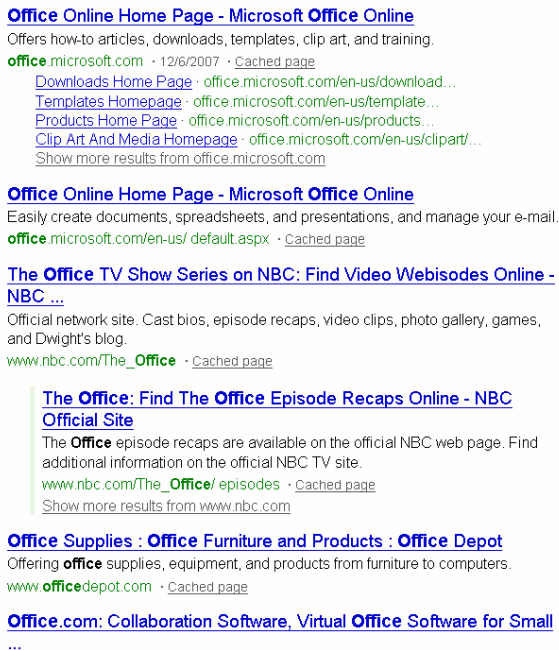 Office Online Home Page - Microsoft Office Online
Offers how-to articles, downloads, templates, clip art, and training.
office.microsoft.com · 12/6/2007 · Cached page
Downloads Home Page · office.microsoft.com/en-us/download...
Templates Homepage · office.microsoft.com/en-us/template...
Products Home Page · office.microsoft.com/en-us/products...
Clip Art And Media Homepage · office.microsoft.com/en-us/clipart/...
Show more results from office.microsoft.com
Office Online Home Page - Microsoft Office Online
Easily create documents, spreadsheets, and presentations, and manage your e-mail.
office.microsoft.com/en-us/ default.aspx · Cached page
The Office TV Show Series on NBC: Find Video Webisodes Online -
NBC ...
Official network site. Cast bios, episode recaps, video clips, photo gallery, games,
and Dwight's blog.
www.nbc.com/The_Office · Cached page
The Office: Find The Office Episode Recaps Online - NBC
Official Site
The Office episode recaps are available on the official NBC web page. Find
additional information on the official NBC TV site.
www.nbc.com/The_Office/ episodes · Cached page
Show more results from www.nbc.com
Office Supplies : Office Furniture and Products : Office Depot
Offering office supplies, equipment, and products from furniture to computers.
www.officedepot.com · Cached page
Office.com: Collaboration Software, Virtual Office Software for Small
...